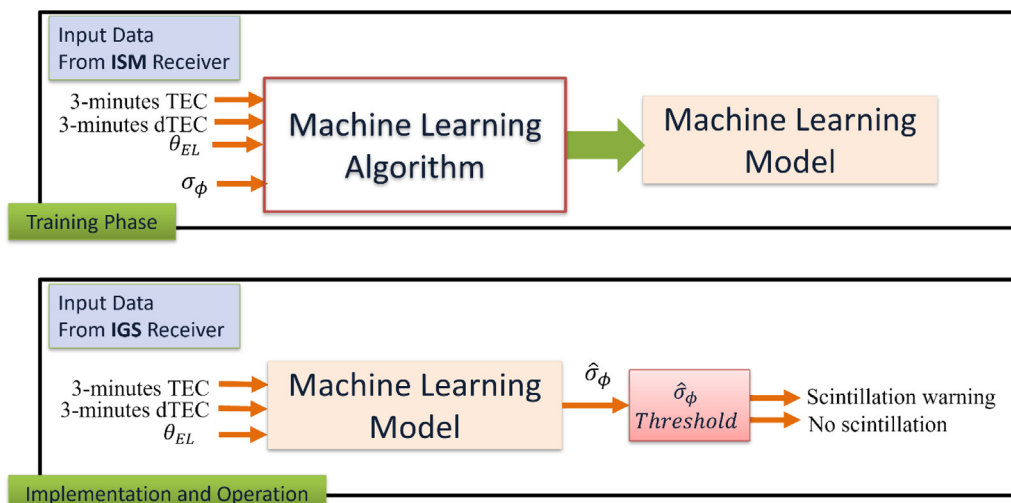 Input Data
From ISM Receiver
3-minutes TEC
3-minutes dTEC
θ_EL
σ_ϕ
Machine Learning
Algorithm
Machine Learning
Model
Training Phase
Input Data
From IGS Receiver
3-minutes TEC
3-minutes dTEC
θ_EL
Machine Learning
Model
σ̂_ϕ
σ̂_ϕ
Threshold
Scintillation warning
No scintillation
Implementation and Operation